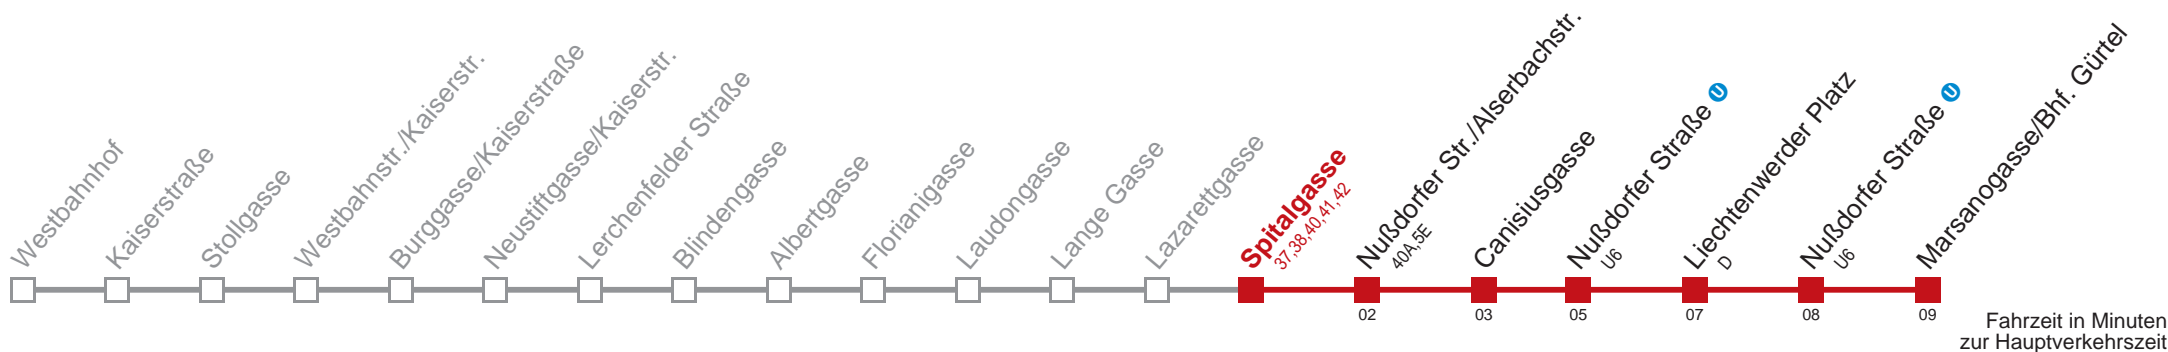 Westbahnhof
Kaiserstraße
Stollgasse
Westbahnstr./Kaiserstr.
Burggasse/Kaiserstraße
Neustiftgasse/Kaiserstr.
Lerchenfelder Straße
Blindengasse
Albertgasse
Florianigasse
Laudongasse
Lange Gasse
Lazarettgasse
Spitalgasse
37,38,40,41,42
Nußdorfer Str./Alserbachstr.
40A,5E
Canisiusgasse
Nußdorfer Straße U
U6
Liechtenwerder Platz
D
Nußdorfer Straße U
U6
Marsanogasse/Bhf. Gürtel
02
03
05
07
08
09
Fahrzeit in Minuten
zur Hauptverkehrszeit